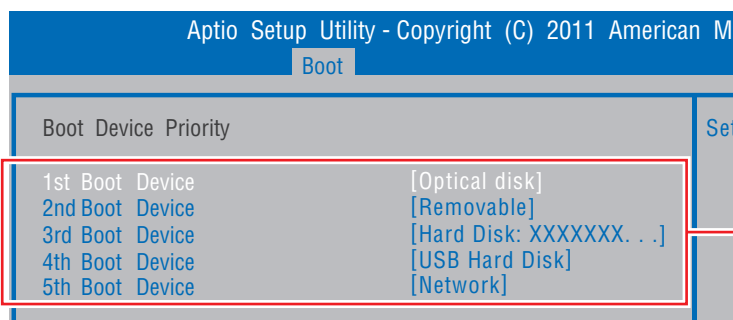 Aptio Setup Utility - Copyright (C) 2011 American M
Boot
Boot Device Priority
Set
1st Boot Device [Optical disk]
2nd Boot Device [Removable]
3rd Boot Device [Hard Disk: XXXXXXX. . .]
4th Boot Device [USB Hard Disk]
5th Boot Device [Network]